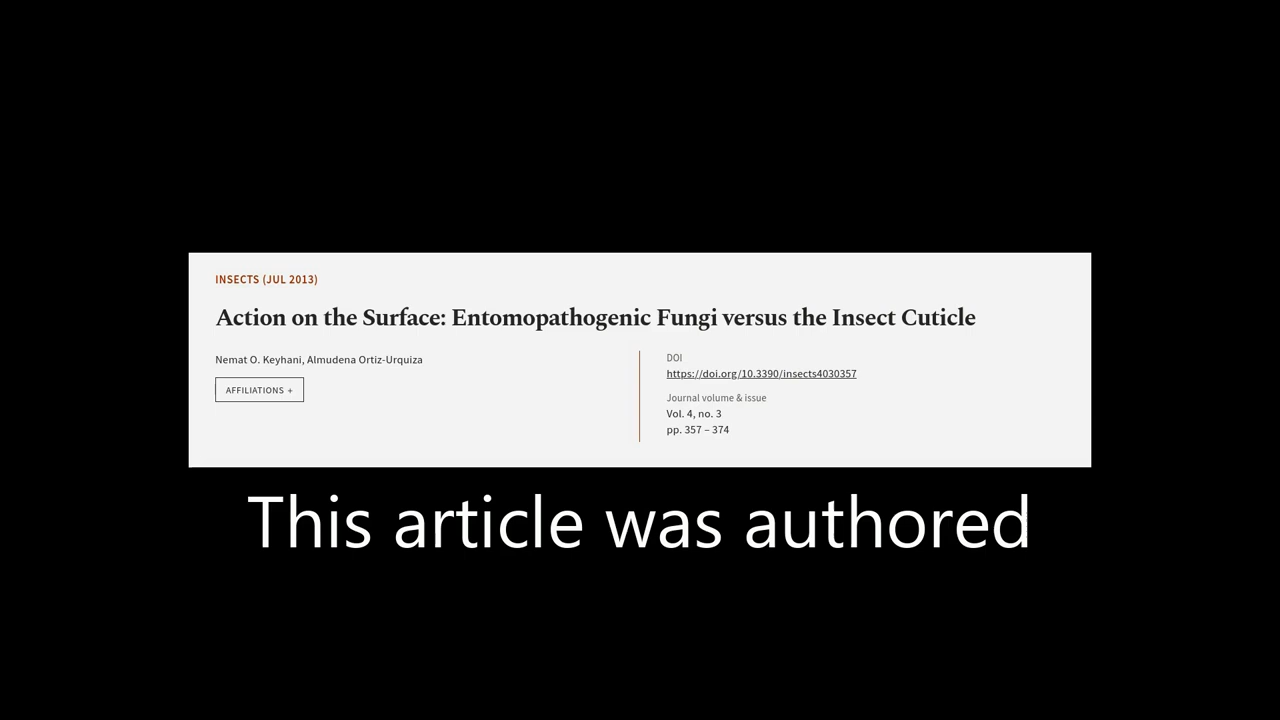 INSECTS (JUL 2013)
Action on the Surface: Entomopathogenic Fungi versus the Insect Cuticle
Nemat O. Keyhani, Almudena Ortiz-Urquiza
AFFILIATIONS +
DOI
https://doi.org/10.3390/insects4030357
Journal volume & issue
Vol. 4, no. 3
pp. 357 – 374
This article was authored